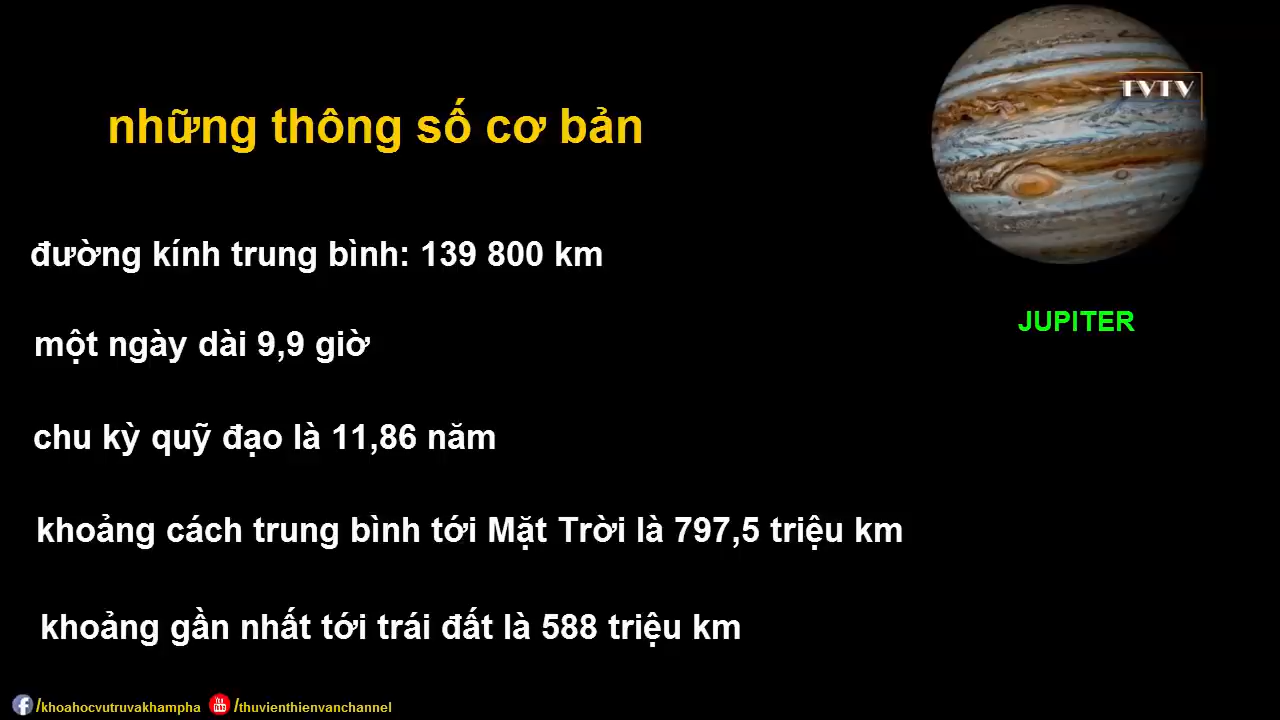 những thông số cơ bản
TVTV
đường kính trung bình: 139 800 km
JUPITER
một ngày dài 9,9 giờ
chu kỳ quỹ đạo là 11,86 năm
khoảng cách trung bình tới Mặt Trời là 797,5 triệu km
khoảng gần nhất tới trái đất là 588 triệu km
/khoahocvutruvakhampha /thuvienthienvanchannel